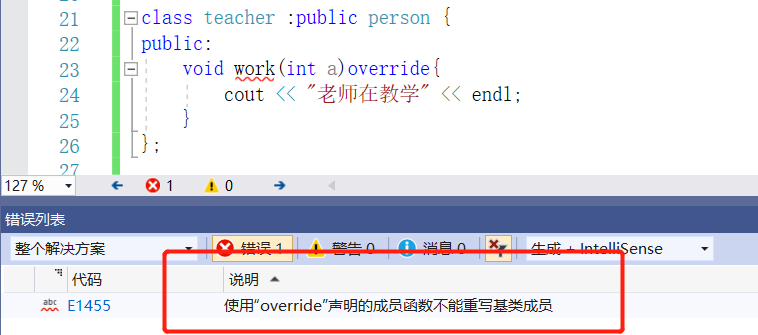 21 class teacher :public person {
22 public:
23 void work(int a)override{
24 cout << "老师在教学" << endl;
25 }
26 };
27
127 % 1 0
错误列表
整个解决方案 错误 1 警告 0 消息 0 生成 + IntelliSense
代码 说明
abc E1455 使用“override”声明的成员函数不能重写基类成员